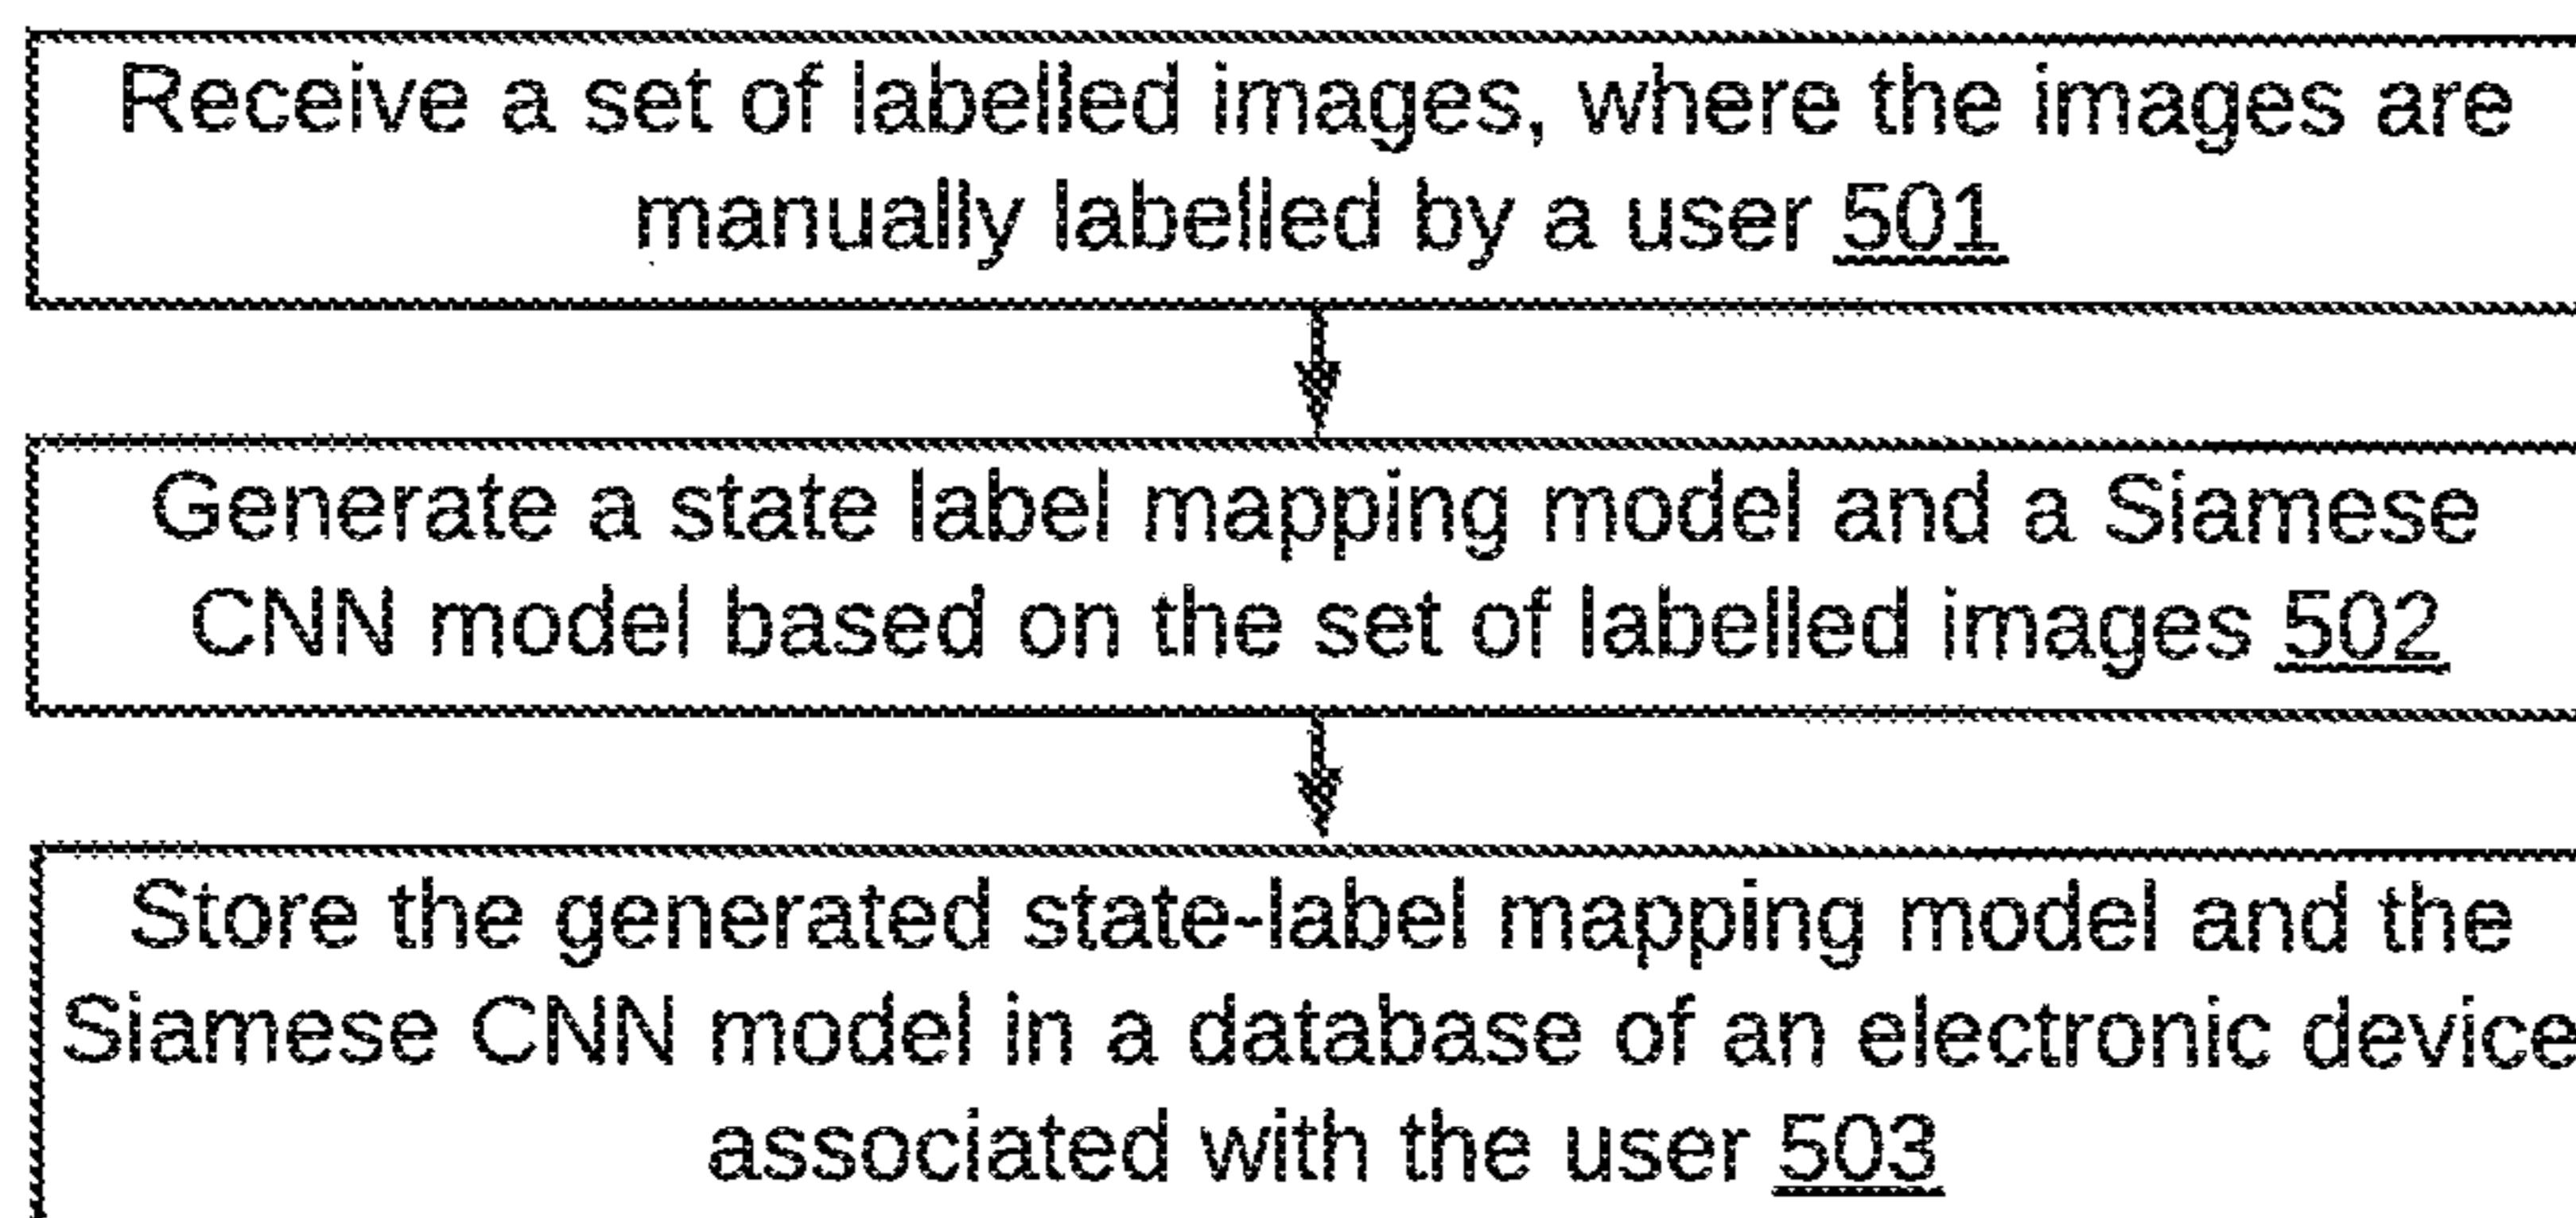 Receive a set of labelled images, where the images are
manually labelled by a user 501
Generate a state label mapping model and a Siamese
CNN model based on the set of labelled images 502
Store the generated state-label mapping model and the
Siamese CNN model in a database of an electronic device
associated with the user 503